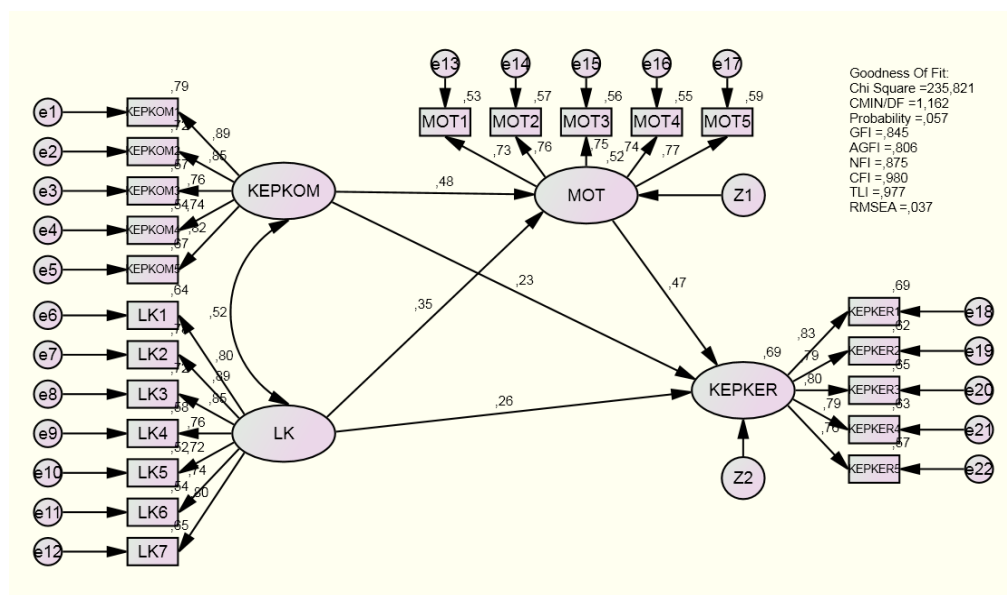 e13 e14 e15 e16 e17
,53 ,57 ,56 ,55 ,59
MOT1 MOT2 MOT3 MOT4 MOT5
,73 ,76 ,75 ,52 ,74 ,77
MOT
Z1
Goodness Of Fit:
Chi Square =235,821
CMIN/DF =1,162
Probability =,057
GFI =,845
AGFI =,806
NFI =,875
CFI =,980
TLI =,977
RMSEA =,037
,79
e1 KEPKOM1 ,89
e2 KEPKOM2 ,85
e3 KEPKOM3 ,76
e4 KEPKOM4 ,74
,82
,67
e5 KEPKOM5
KEPKOM
,48
,23
,47
,52
,35
,26
,64
e6 LK1 ,80
e7 LK2 ,89
e8 LK3 ,85
e9 LK4 ,76
,52 ,72
e10 LK5 ,74
,54 ,80
e11 LK6
,65
e12 LK7
LK
,69
KEPKER
Z2
,69
,83 KEPKER1 e18
,62
,79 KEPKER2 e19
,65
,80 KEPKER3 e20
,63
,79 KEPKER4 e21
,57
KEPKER5 e22